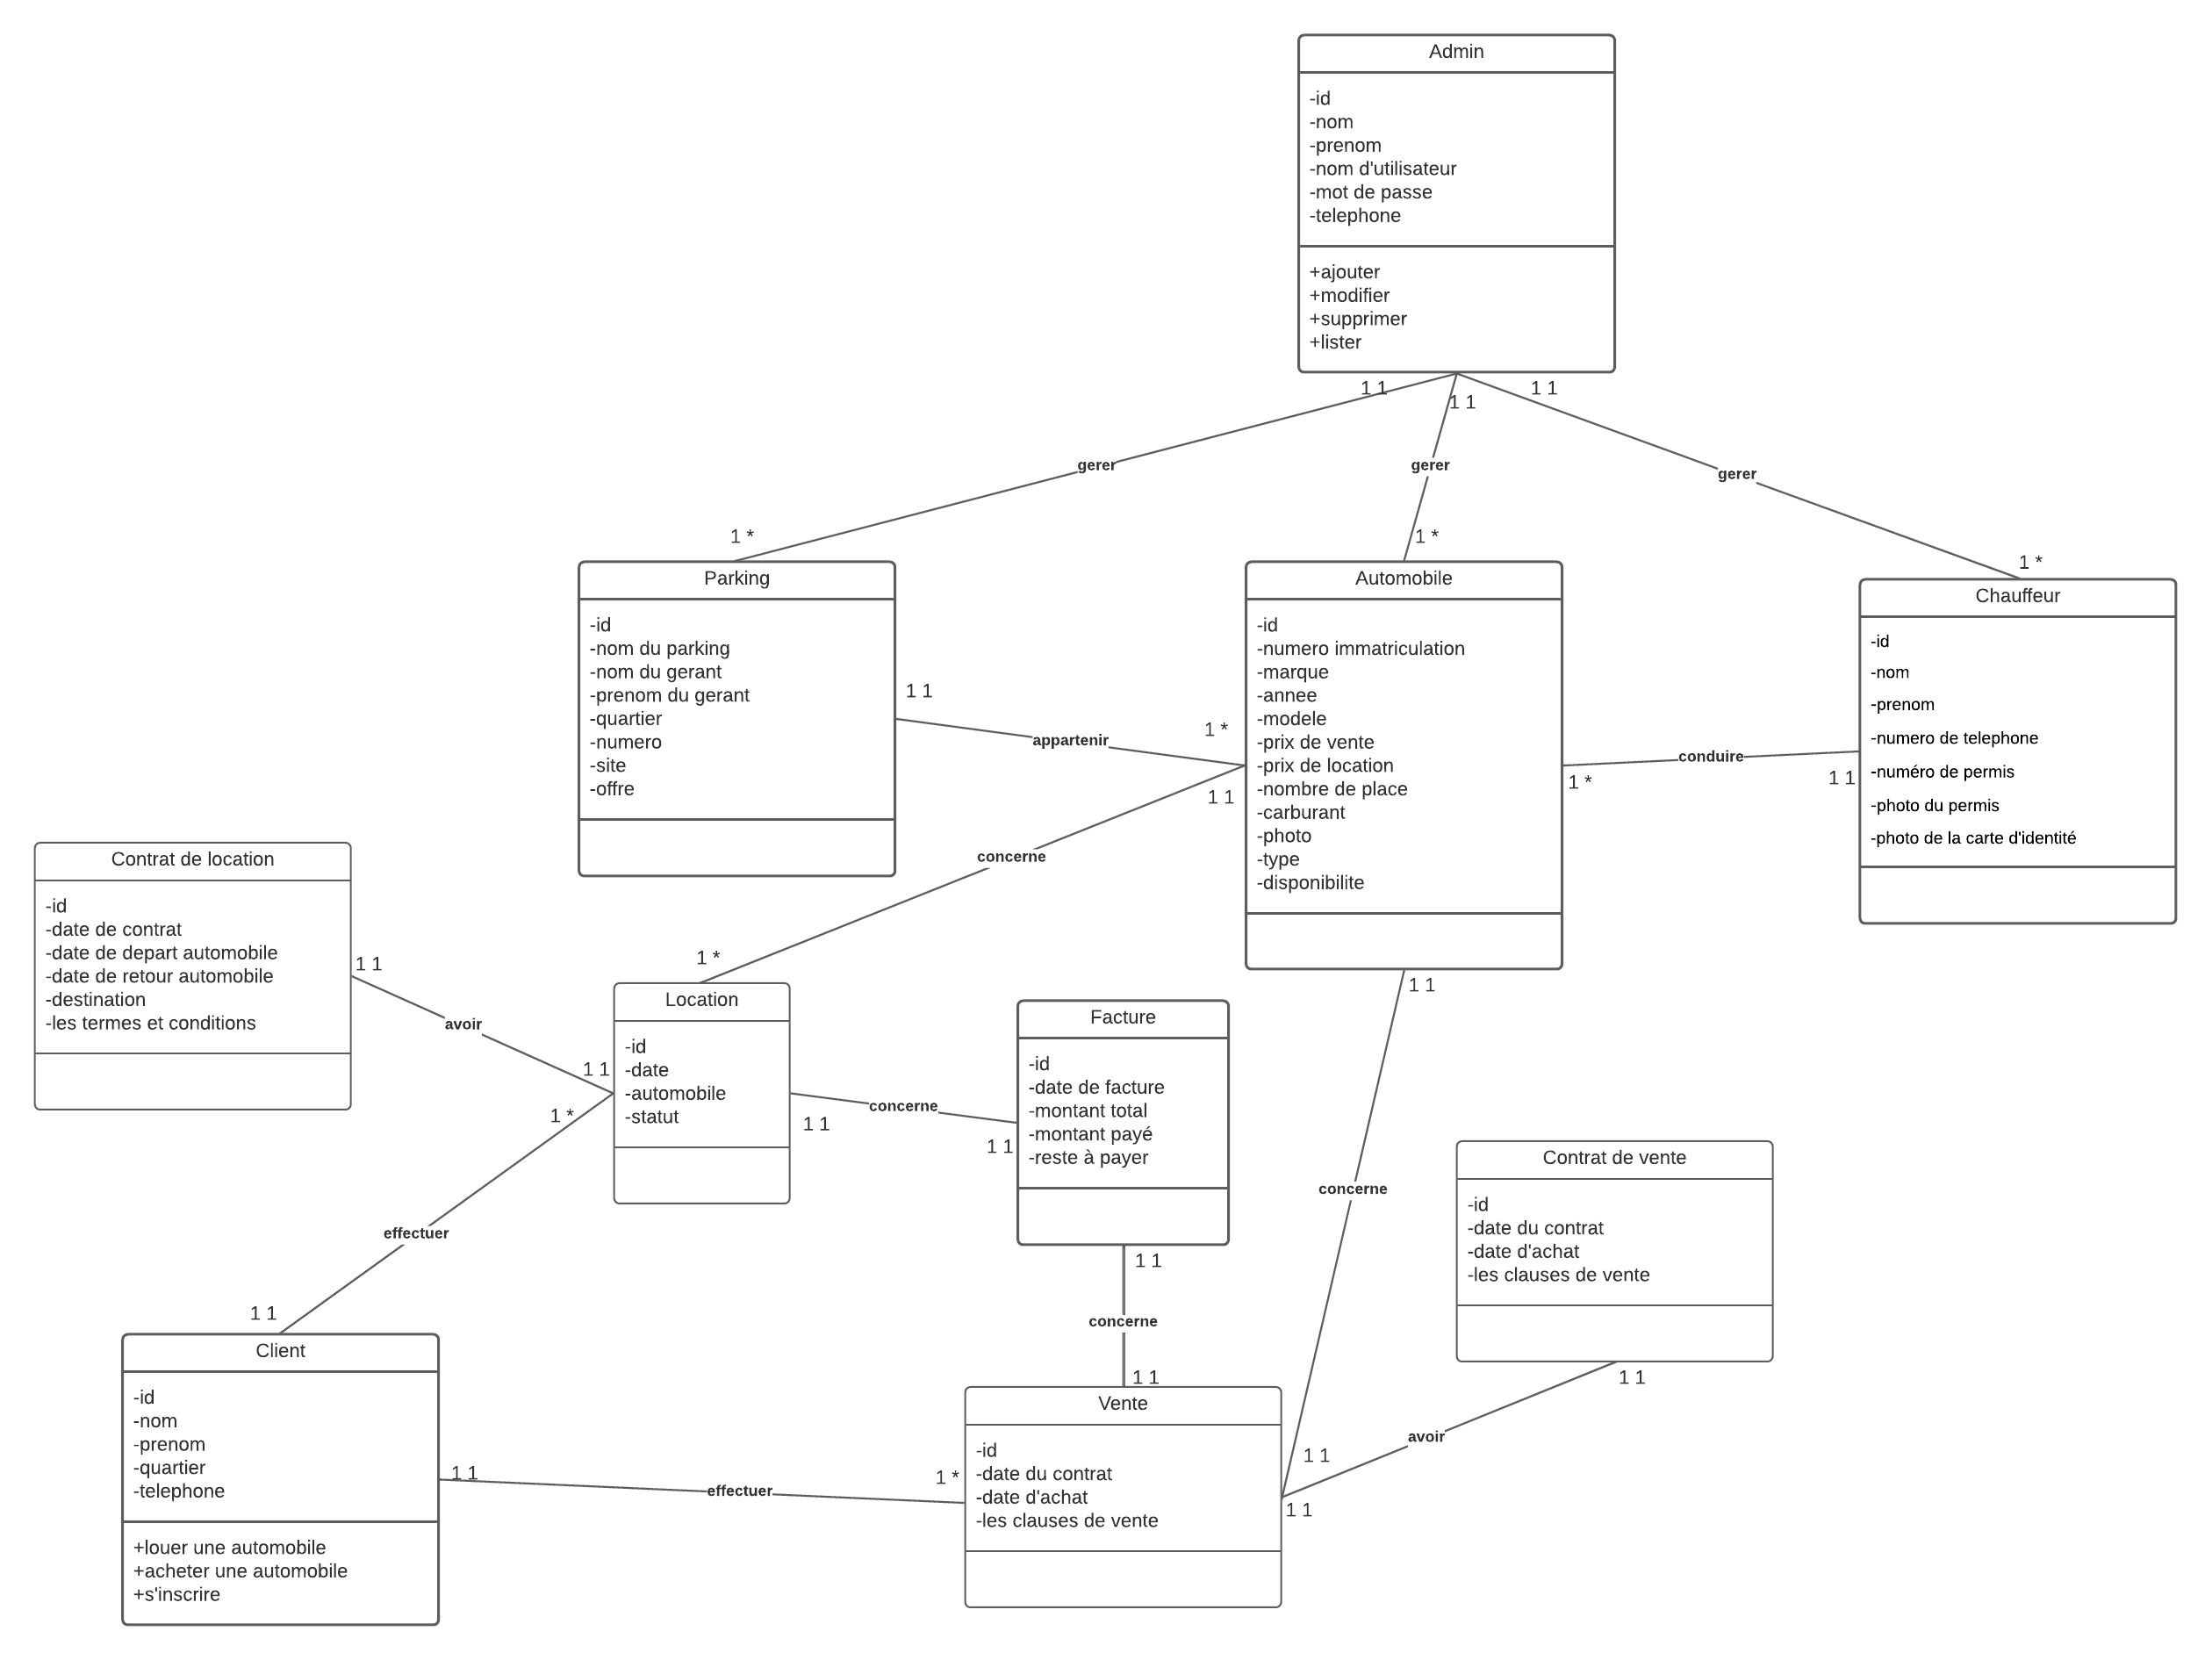 Admin
-id
-nom
-prenom
-nom d'utilisateur
-mot de passe
-telephone
+ajouter
+modifier
+supprimer
+lister
1 1
1 1
1 1
gerer
gerer
gerer
1 *
1 *
1 *
Parking
-id
-nom du parking
-nom du gerant
-prenom du gerant
-quartier
-numero
-site
-offre
1 1
appartenir
1 *
Automobile
-id
-numero immatriculation
-marque
-annee
-modele
-prix de vente
-prix de location
-nombre de place
-carburant
-photo
-type
-disponibilite
1 *
conduire
1 1
Chauffeur
-id
-nom
-prenom
-numero de telephone
-numéro de permis
-photo du permis
-photo de la carte d'identité
1 1
concerne
1 *
Contrat de location
-id
-date de contrat
-date de depart automobile
-date de retour automobile
-destination
-les termes et conditions
1 1
avoir
1 1
Location
-id
-date
-automobile
-statut
1 1
concerne
1 1
Facture
-id
-date de facture
-montant total
-montant payé
-reste à payer
1 1
concerne
1 1
1 1
concerne
1 1
Contrat de vente
-id
-date du contrat
-date d'achat
-les clauses de vente
1 1
avoir
1 1
1 *
effectuer
1 1
Client
-id
-nom
-prenom
-quartier
-telephone
+louer une automobile
+acheter une automobile
+s'inscrire
1 1
effectuer
1 *
Vente
-id
-date du contrat
-date d'achat
-les clauses de vente